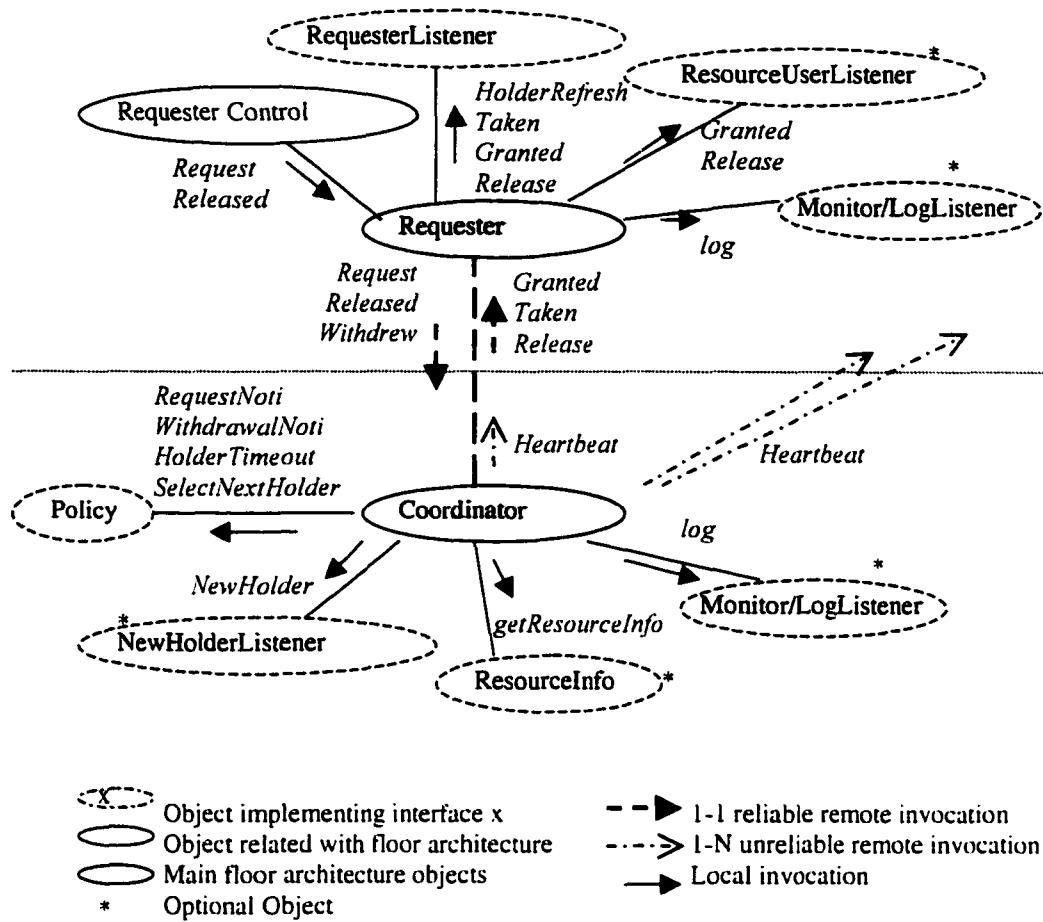 RequesterListener
*
ResourceUserListener
Requester Control
HolderRefresh
Taken
Granted
Release
Granted
Release
Request
Released
*
Monitor/LogListener
Requester
log
Request
Released
Withdrew
Granted
Taken
Release
RequestNoti
WithdrawalNoti
HolderTimeout
SelectNextHolder
Heartbeat
Heartbeat
Policy
Coordinator
log
*
NewHolder
Monitor/LogListener
getResourceInfo
*
NewHolderListener
ResourceInfo
*
x
Object implementing interface x
Object related with floor architecture
Main floor architecture objects
* Optional Object
1-1 reliable remote invocation
1-N unreliable remote invocation
Local invocation